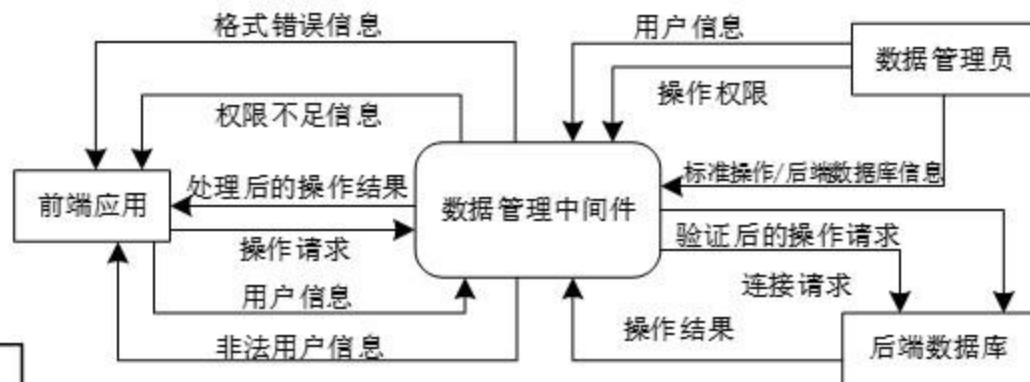 格式错误信息
用户信息
数据管理员
操作权限
权限不足信息
标准操作/后端数据库信息
处理后的操作结果
前端应用
数据管理中间件
操作请求
验证后的操作请求
连接请求
用户信息
操作结果
非法用户信息
后端数据库